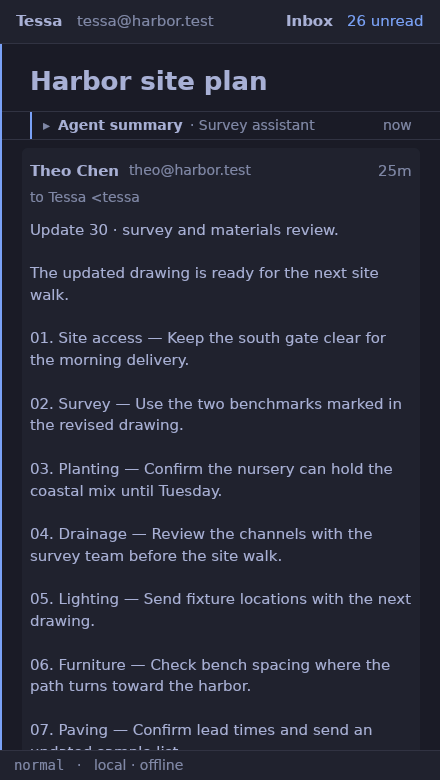 Tessa tessa@harbor.test Inbox 26 unread
Harbor site plan
▸ Agent summary · Survey assistant now
Theo Chen theo@harbor.test 25m
to Tessa <tessa
Update 30 · survey and materials review.
The updated drawing is ready for the next site
walk.
01. Site access — Keep the south gate clear for
the morning delivery.
02. Survey — Use the two benchmarks marked in
the revised drawing.
03. Planting — Confirm the nursery can hold the
coastal mix until Tuesday.
04. Drainage — Review the channels with the
survey team before the site walk.
05. Lighting — Send fixture locations with the next
drawing.
06. Furniture — Check bench spacing where the
path turns toward the harbor.
07. Paving — Confirm lead times and send an
updated sample list.
normal · local · offline